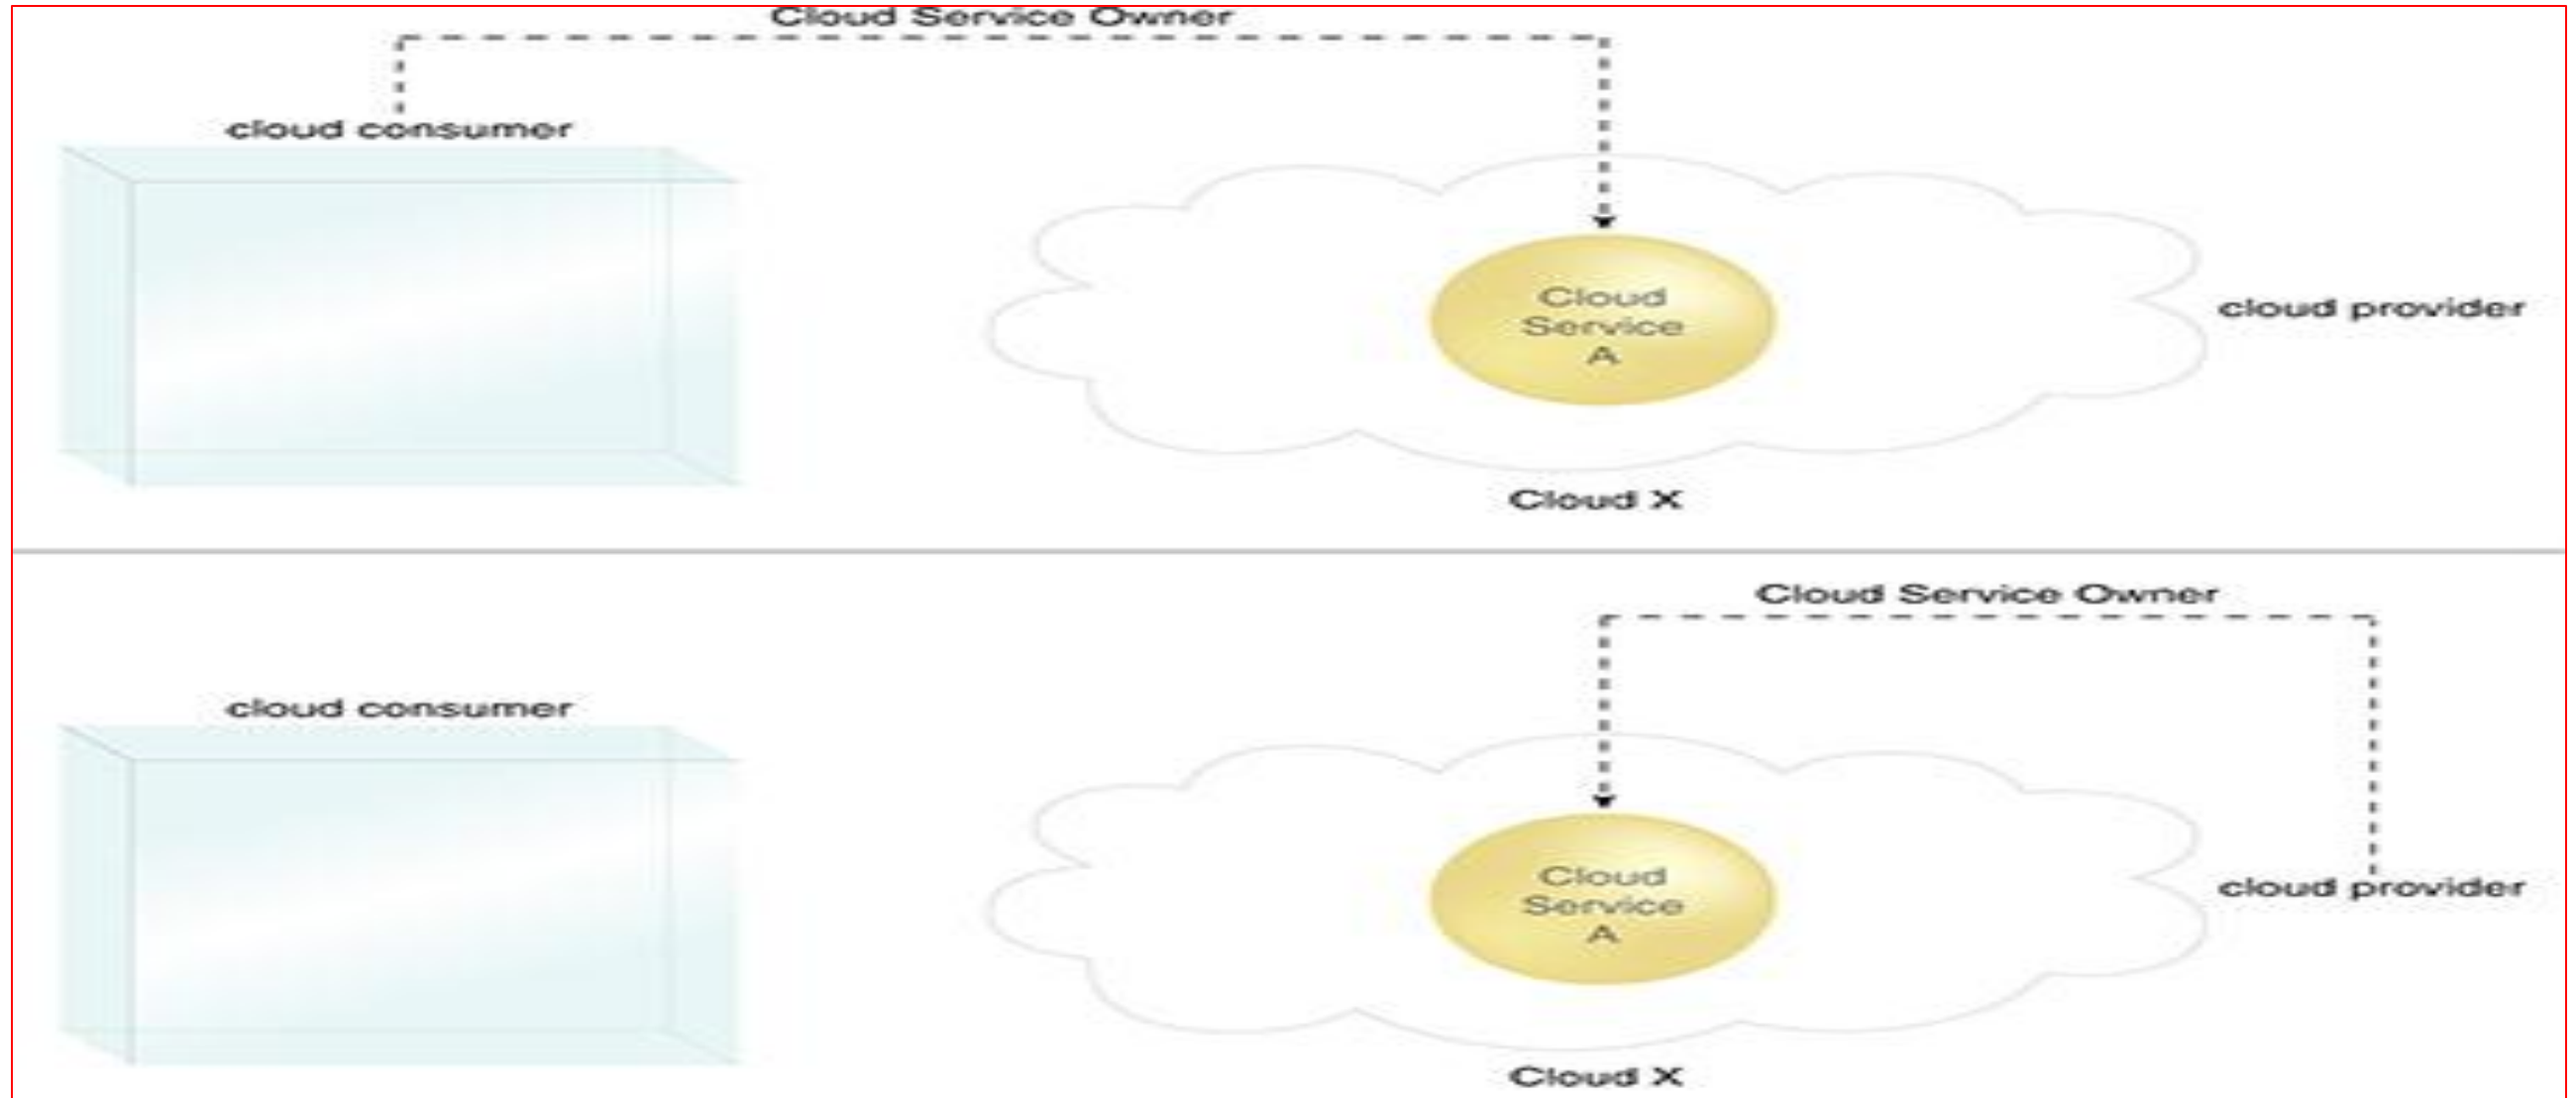 Cloud Service Owner
cloud consumer
Cloud
Service
A
cloud provider
Cloud X
Cloud Service Owner
cloud consumer
Cloud
Service
A
cloud provider
Cloud X